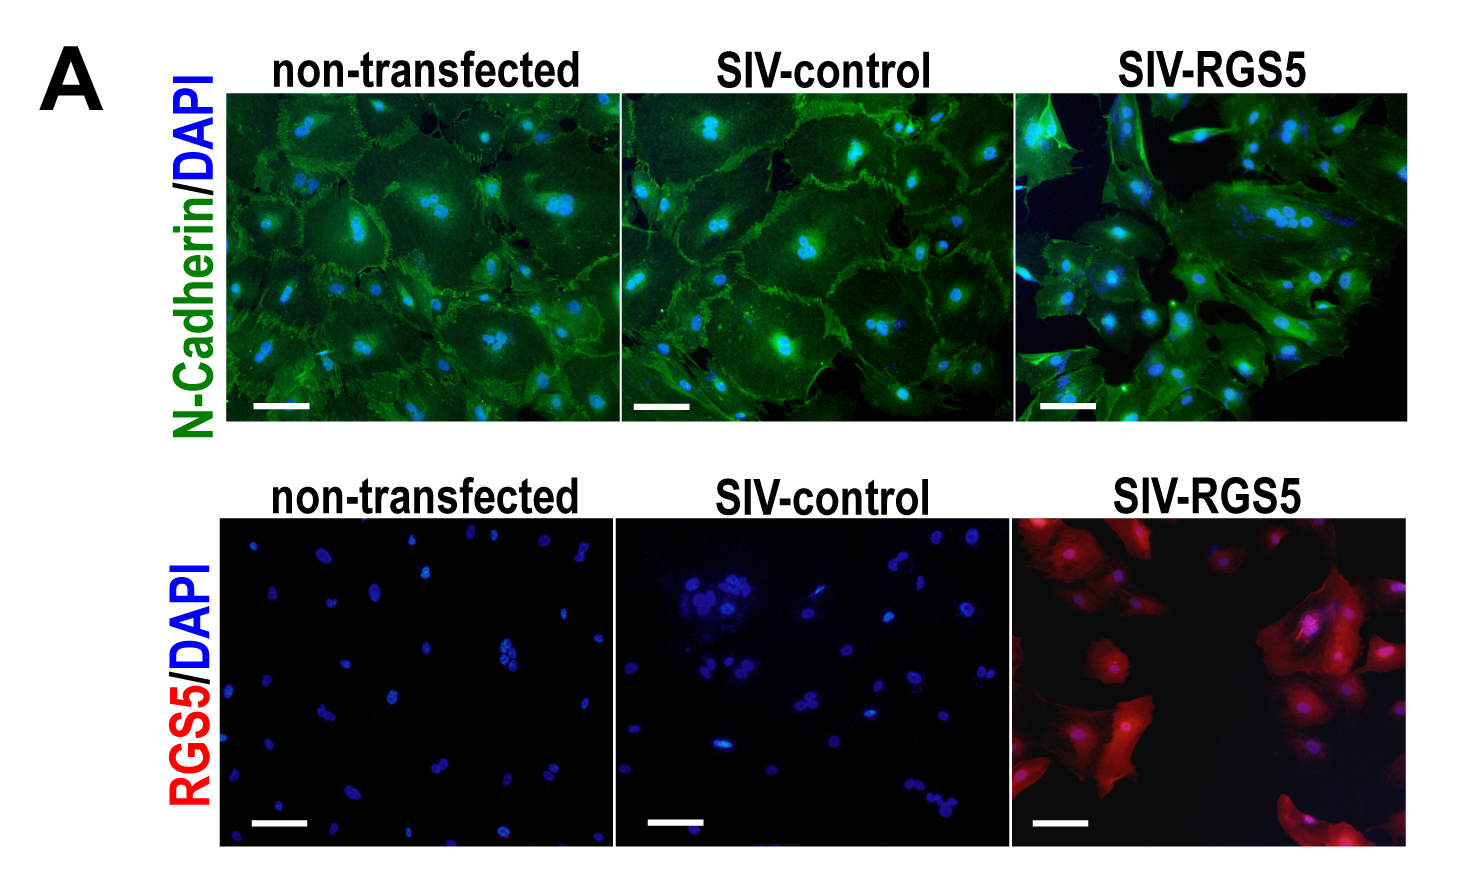 A
non-transfected
SIV-control
SIV-RGS5
N-Cadherin/DAPI
non-transfected
SIV-control
SIV-RGS5
RGS5/DAPI